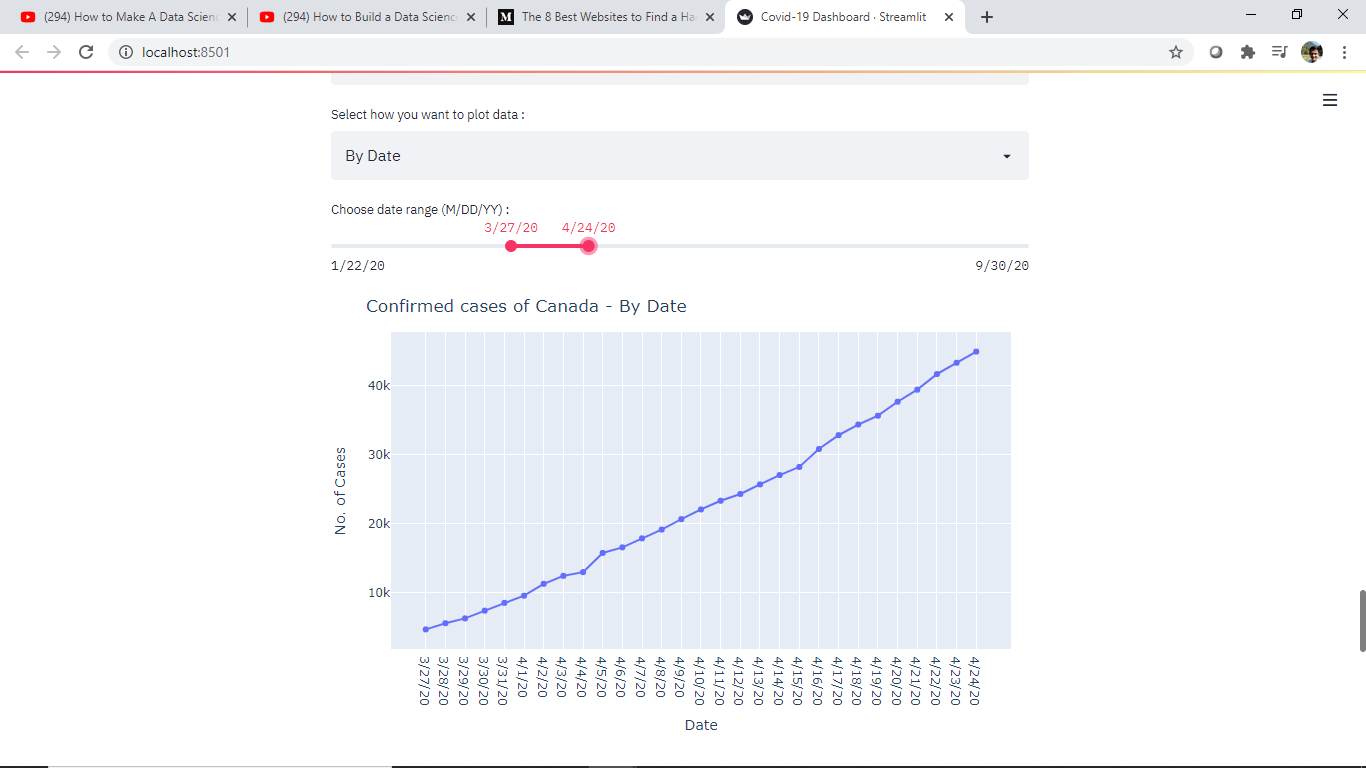 (294) How to Make A Data Scienc
(294) How to Build a Data Science
The 8 Best Websites to Find a Ha
Covid-19 Dashboard · Streamlit
localhost:8501
Select how you want to plot data :
By Date
Choose date range (M/DD/YY) :
3/27/20 4/24/20
1/22/20 9/30/20
Confirmed cases of Canada - By Date
40k
30k
20k
10k
No. of Cases
3/27/20
3/28/20
3/29/20
3/30/20
3/31/20
4/1/20
4/2/20
4/3/20
4/4/20
4/5/20
4/6/20
4/7/20
4/8/20
4/9/20
4/10/20
4/11/20
4/12/20
4/13/20
4/14/20
4/15/20
4/16/20
4/17/20
4/18/20
4/19/20
4/20/20
4/21/20
4/22/20
4/23/20
4/24/20
Date